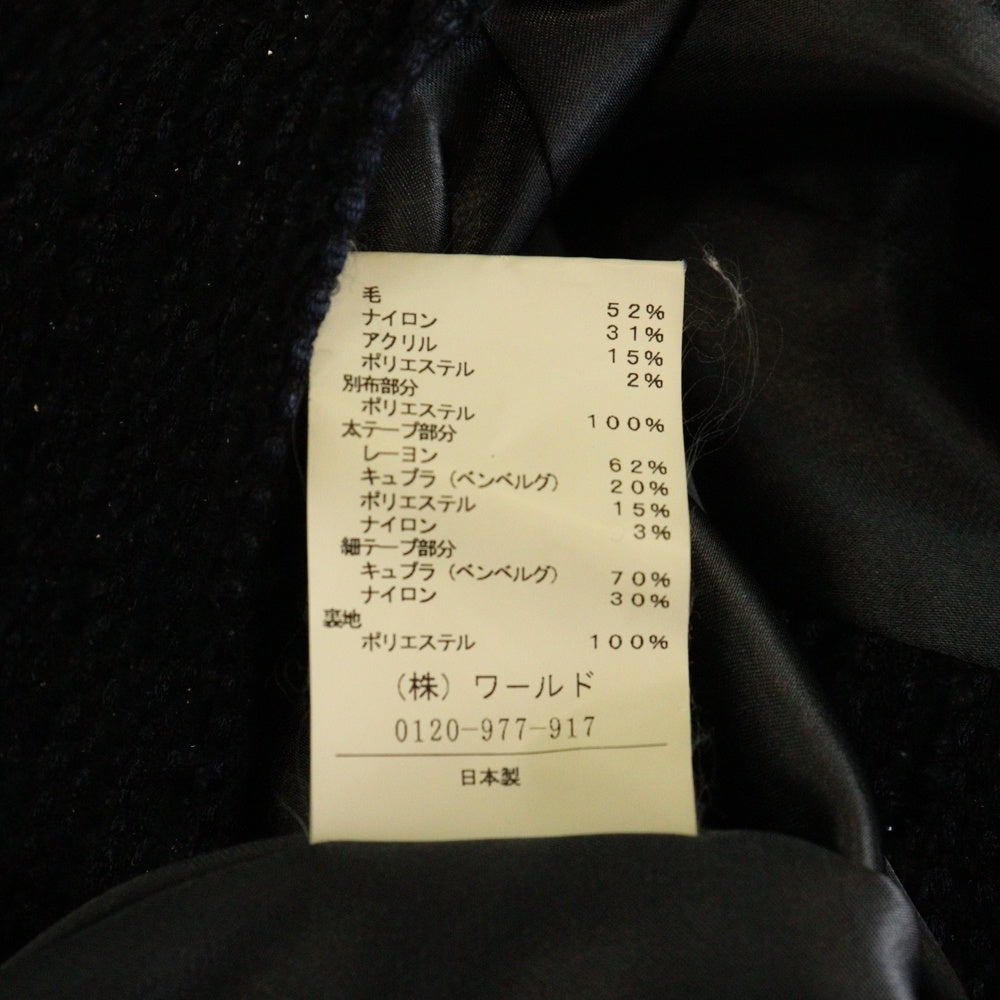 毛 52%
ナイロン 31%
アクリル 15%
ポリエステル 2%
別布部分
ポリエステル 100%
太テープ部分
レーヨン 62%
キュプラ（ベンベルグ） 20%
ポリエステル 15%
ナイロン 3%
細テープ部分
キュプラ（ベンベルグ） 70%
ナイロン 30%
裏地
ポリエステル 100%
（株）ワールド
0120-977-917
日本製